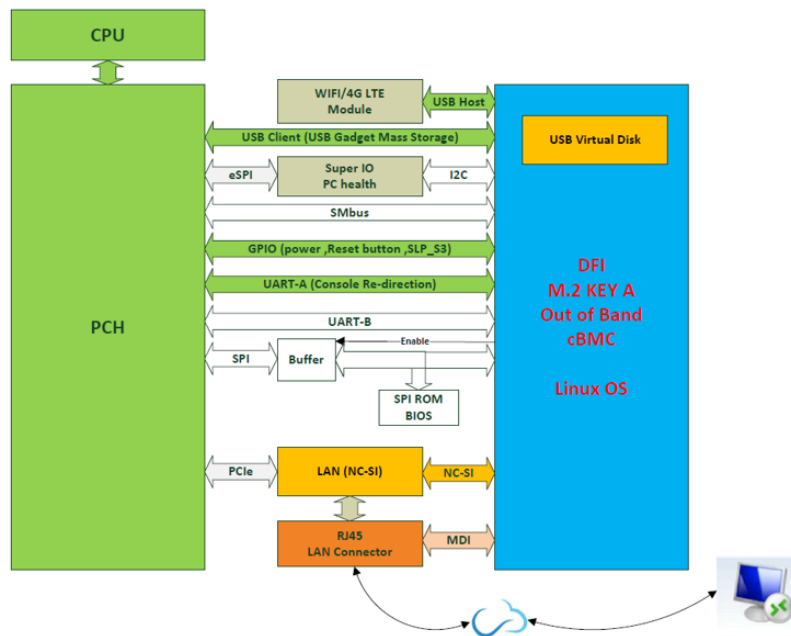 CPU
WIFI/4G LTE
Module
USB Host
USB Client (USB Gadget Mass Storage)
USB Virtual Disk
eSPI
Super IO
PC health
I2C
SMbus
GPIO (power ,Reset button ,SLP_S3)
UART-A (Console Re-direction)
PCH
DFI
M.2 KEY A
Out of Band
cBMC
Linux OS
UART-B
Enable
SPI
Buffer
SPI ROM
BIOS
PCIe
LAN (NC-SI)
NC-SI
RJ45
LAN Connector
MDI